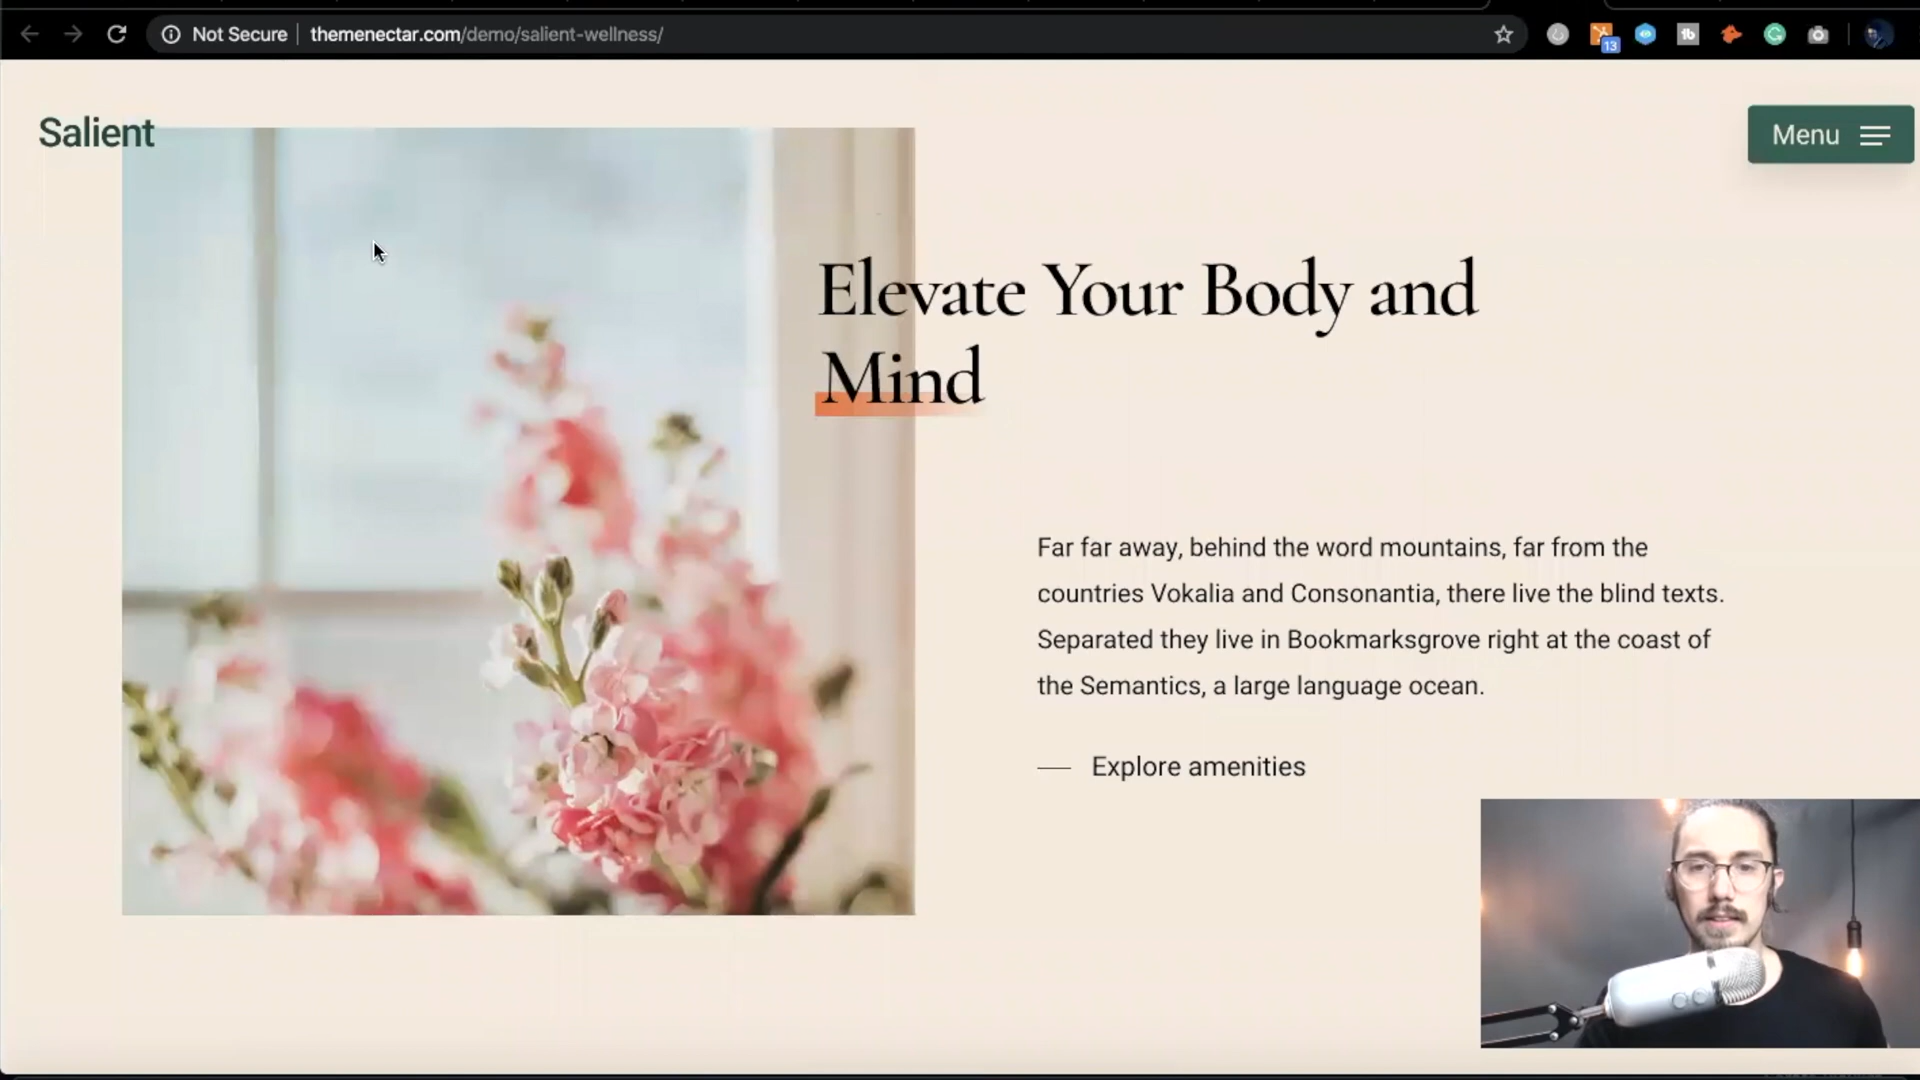 Not Secure themenectar.com/demo/salient-wellness/
13
Salient
Menu
Elevate Your Body and
Mind
Far far away, behind the word mountains, far from the
countries Vokalia and Consonantia, there live the blind texts.
Separated they live in Bookmarksgrove right at the coast of
the Semantics, a large language ocean.
Explore amenities